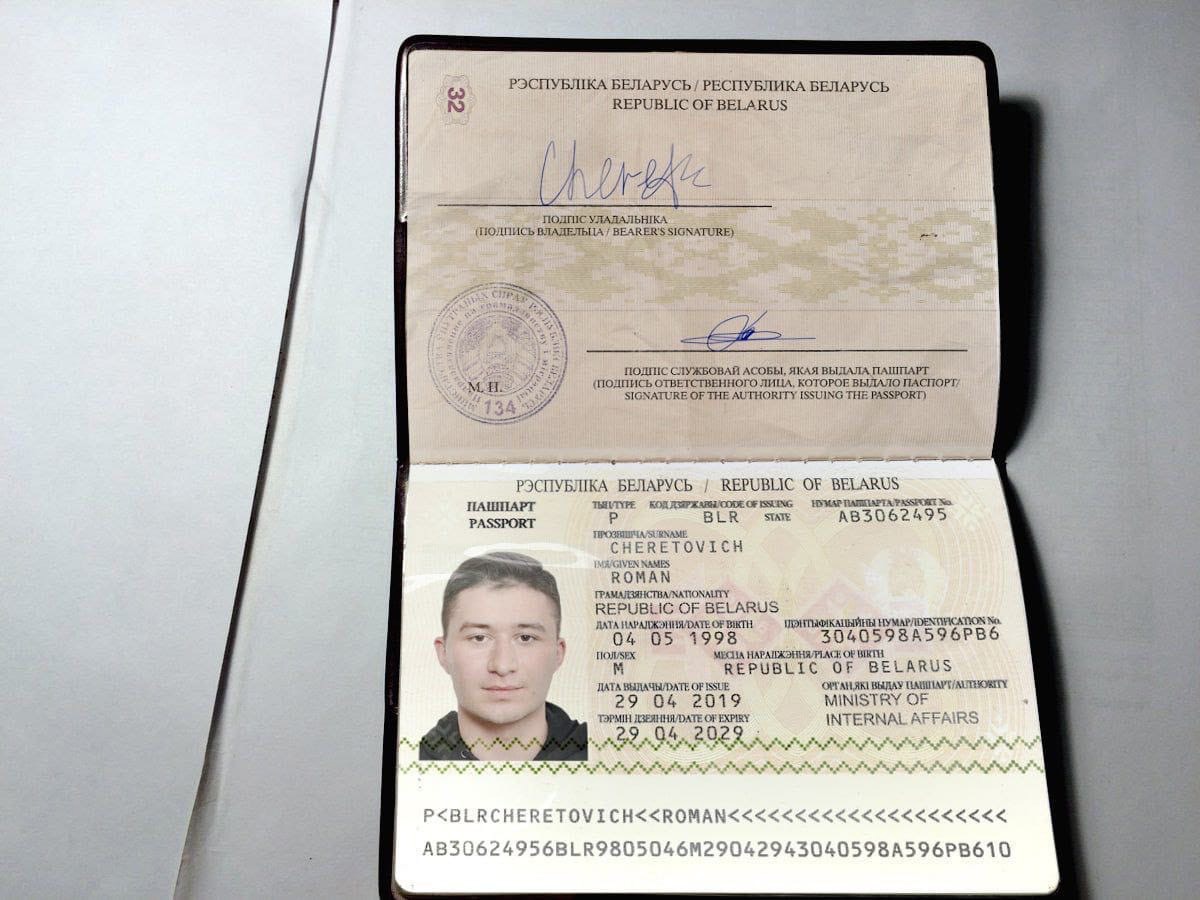 32
РЭСПУБЛІКА БЕЛАРУСЬ / РЕСПУБЛИКА БЕЛАРУСЬ
REPUBLIC OF BELARUS
ПОДПІС УЛАДАЛЬНІКА
(ПОДПИСЬ ВЛАДЕЛЬЦА / BEARER'S SIGNATURE)
М. П.
134
ПОДПІС СЛУЖБОВАЙ АСОБЫ, ЯКАЯ ВЫДАЛА ПАШПАРТ
(ПОДПИСЬ ОТВЕТСТВЕННОГО ЛИЦА, КОТОРОЕ ВЫДАЛО ПАСПОРТ/
SIGNATURE OF THE AUTHORITY ISSUING THE PASSPORT)
РЭСПУБЛІКА БЕЛАРУСЬ / REPUBLIC OF BELARUS
ПАШПАРТ
PASSPORT
ТЫП/TYPE КОД ДЗЯРЖАВЫ/CODE OF ISSUING STATE НУМАР ПАШПАРТА/PASSPORT No.
P BLR AB3062495
ПРОЗВІШЧА/SURNAME
CHERETOVICH
ІМЯ/GIVEN NAMES
ROMAN
ГРАМАДЗЯНСТВА/NATIONALITY
REPUBLIC OF BELARUS
ДАТА НАРАДЖЭННЯ/DATE OF BIRTH ІДЭНТЫФІКАЦЫЙНЫ НУМАР/IDENTIFICATION No.
04 05 1998 3040598A596PB6
ПОЛ/SEX МЕСЦА НАРАДЖЭННЯ/PLACE OF BIRTH
M REPUBLIC OF BELARUS
ДАТА ВЫДАЧЫ/DATE OF ISSUE ОРГАН,ЯКІ ВЫДАЎ ПАШПАРТ/AUTHORITY
29 04 2019 MINISTRY OF
ТЭРМІН ДЗЕЯННЯ/DATE OF EXPIRY INTERNAL AFFAIRS
29 04 2029
P<BLRCHERETOVICH<<ROMAN<<<<<<<<<<<<<<<<<<<<<
AB30624956BLR9805046M29042943040598A596PB610